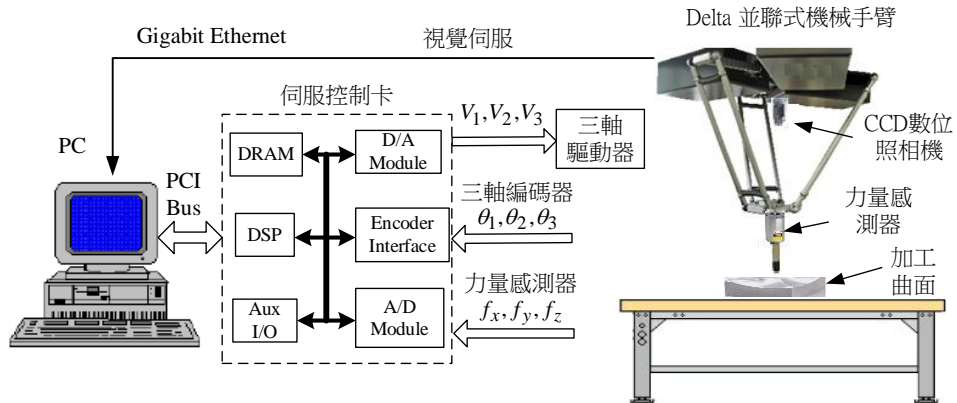 Delta 並聯式機械手臂
Gigabit Ethernet
視覺伺服
伺服控制卡
PC
PCI
Bus
DRAM
D/A
Module
V₁,V₂,V₃
三軸
驅動器
CCD數位
照相機
DSP
Encoder
Interface
三軸編碼器
θ₁,θ₂,θ₃
力量感
測器
Aux
I/O
A/D
Module
力量感測器
fₓ,f_y,f_z
加工
曲面